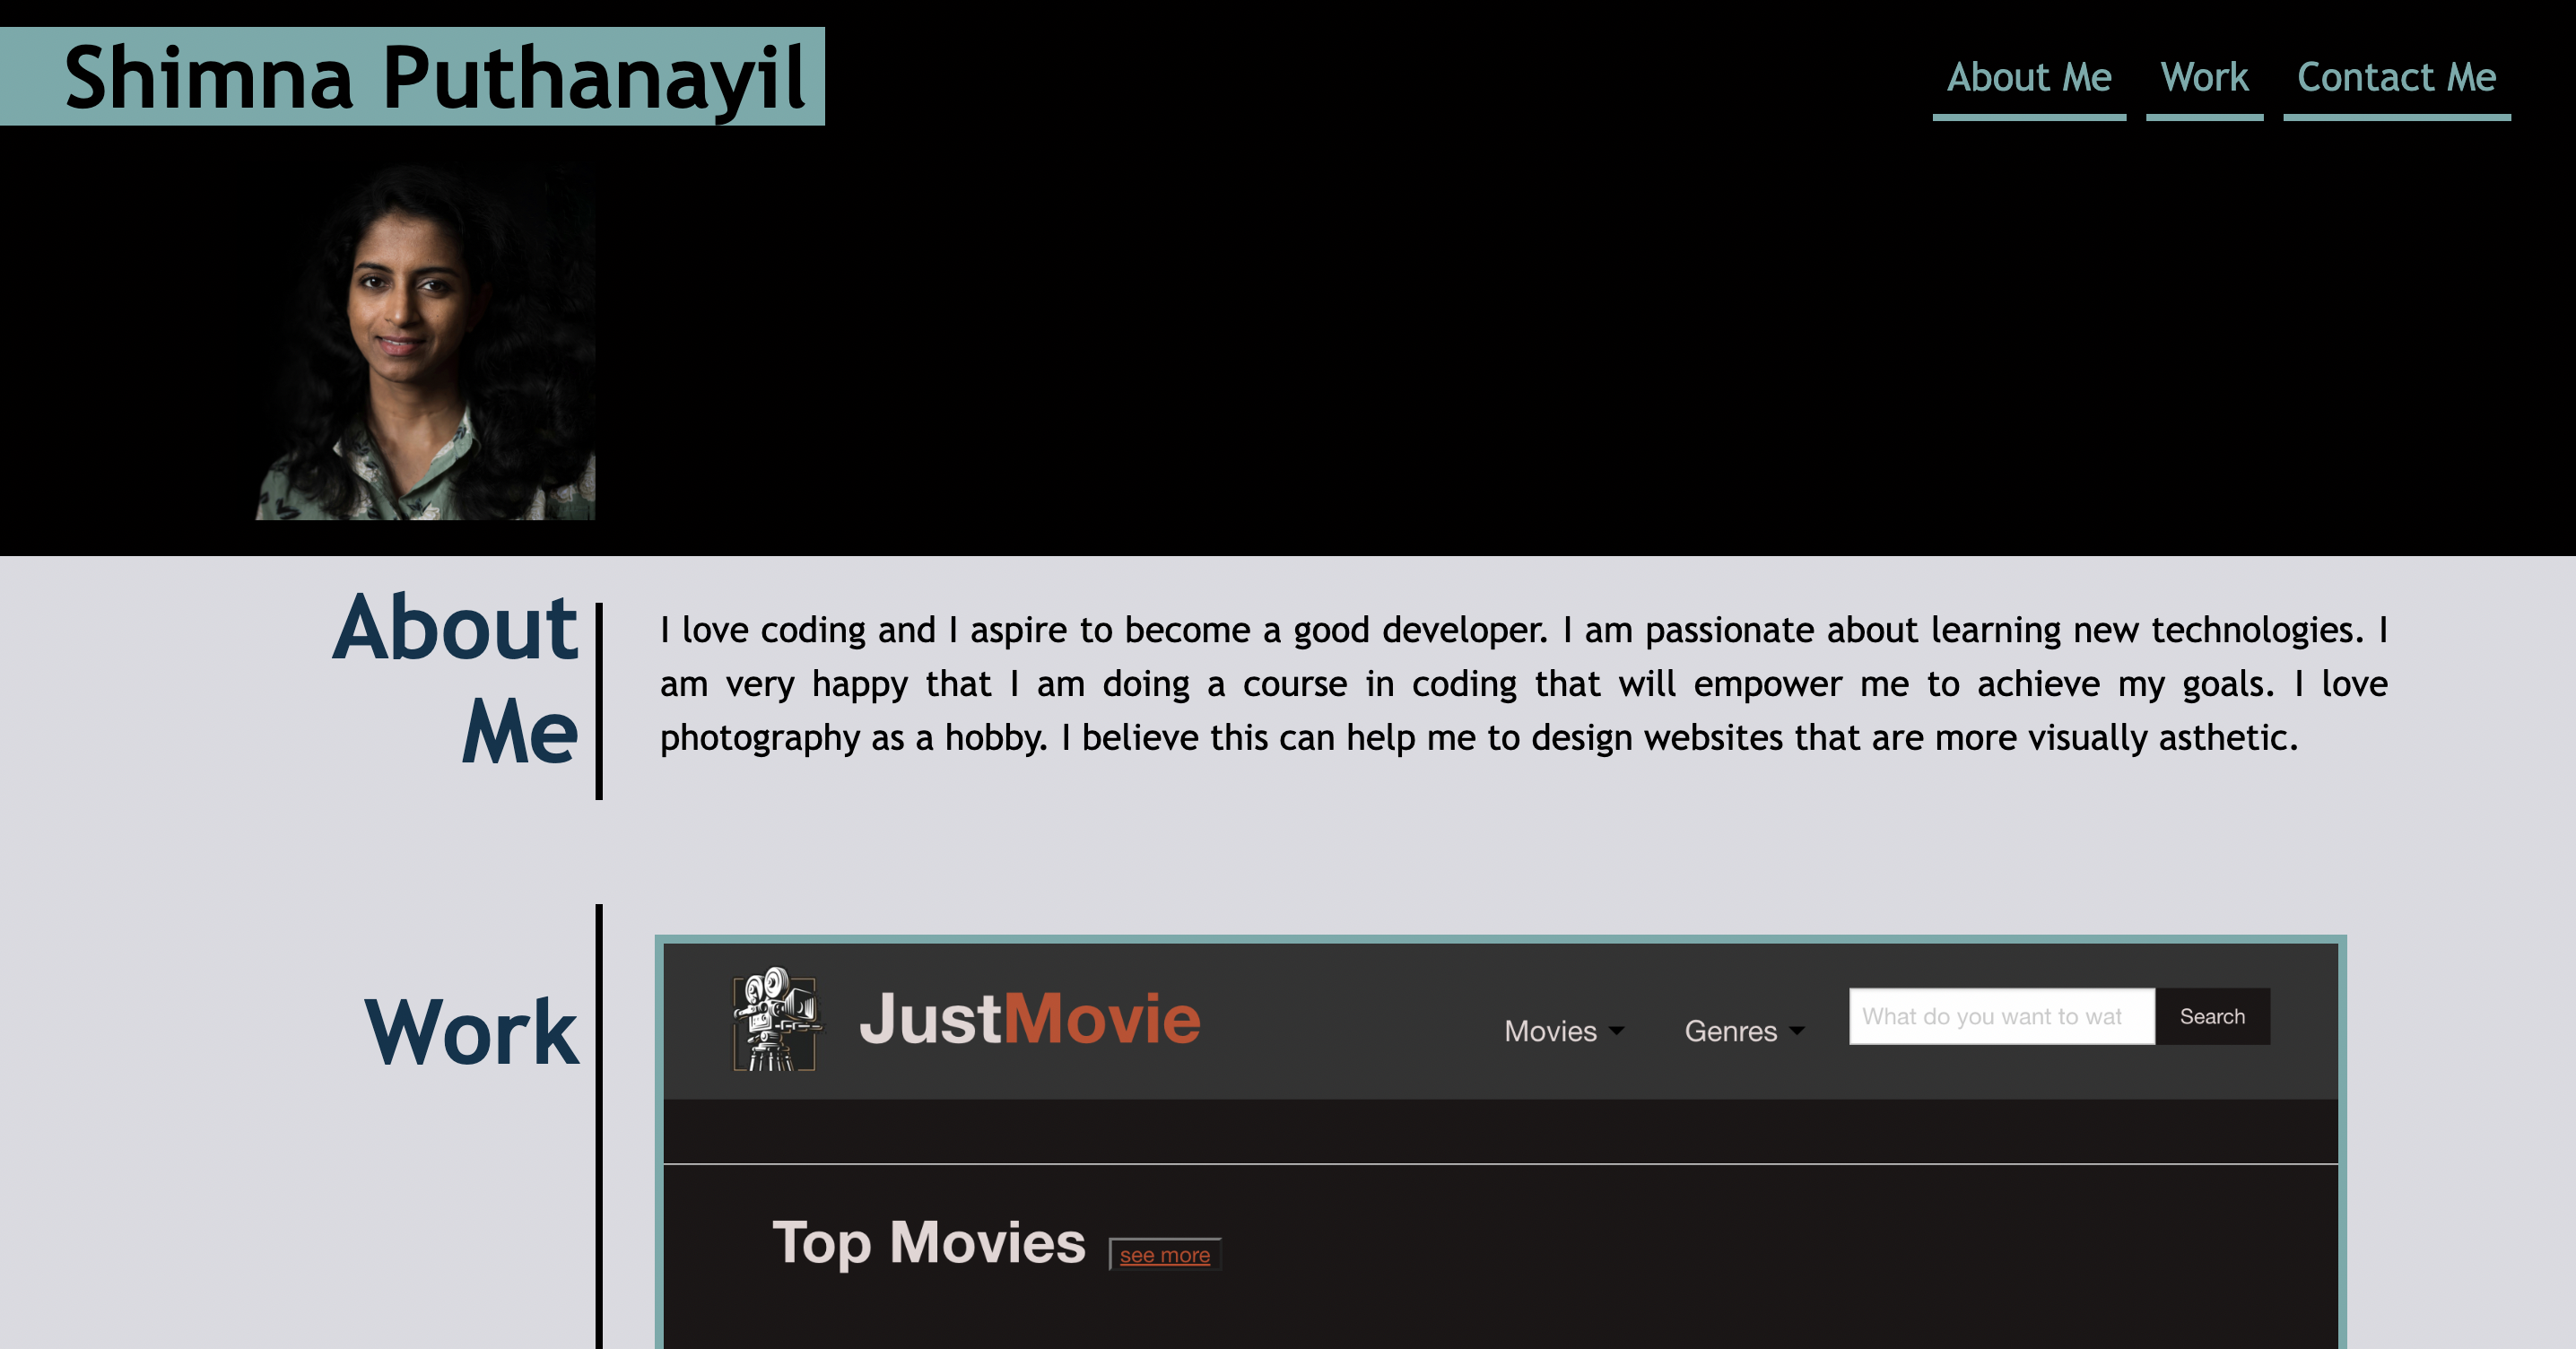 Shimna Puthanayil
About Me
Work
Contact Me
About
Me
I love coding and I aspire to become a good developer. I am passionate about learning new technologies. I
am very happy that I am doing a course in coding that will empower me to achieve my goals. I love
photography as a hobby. I believe this can help me to design websites that are more visually asthetic.
Work
JustMovie
Movies
Genres
What do you want to wat
Search
Top Movies
see more